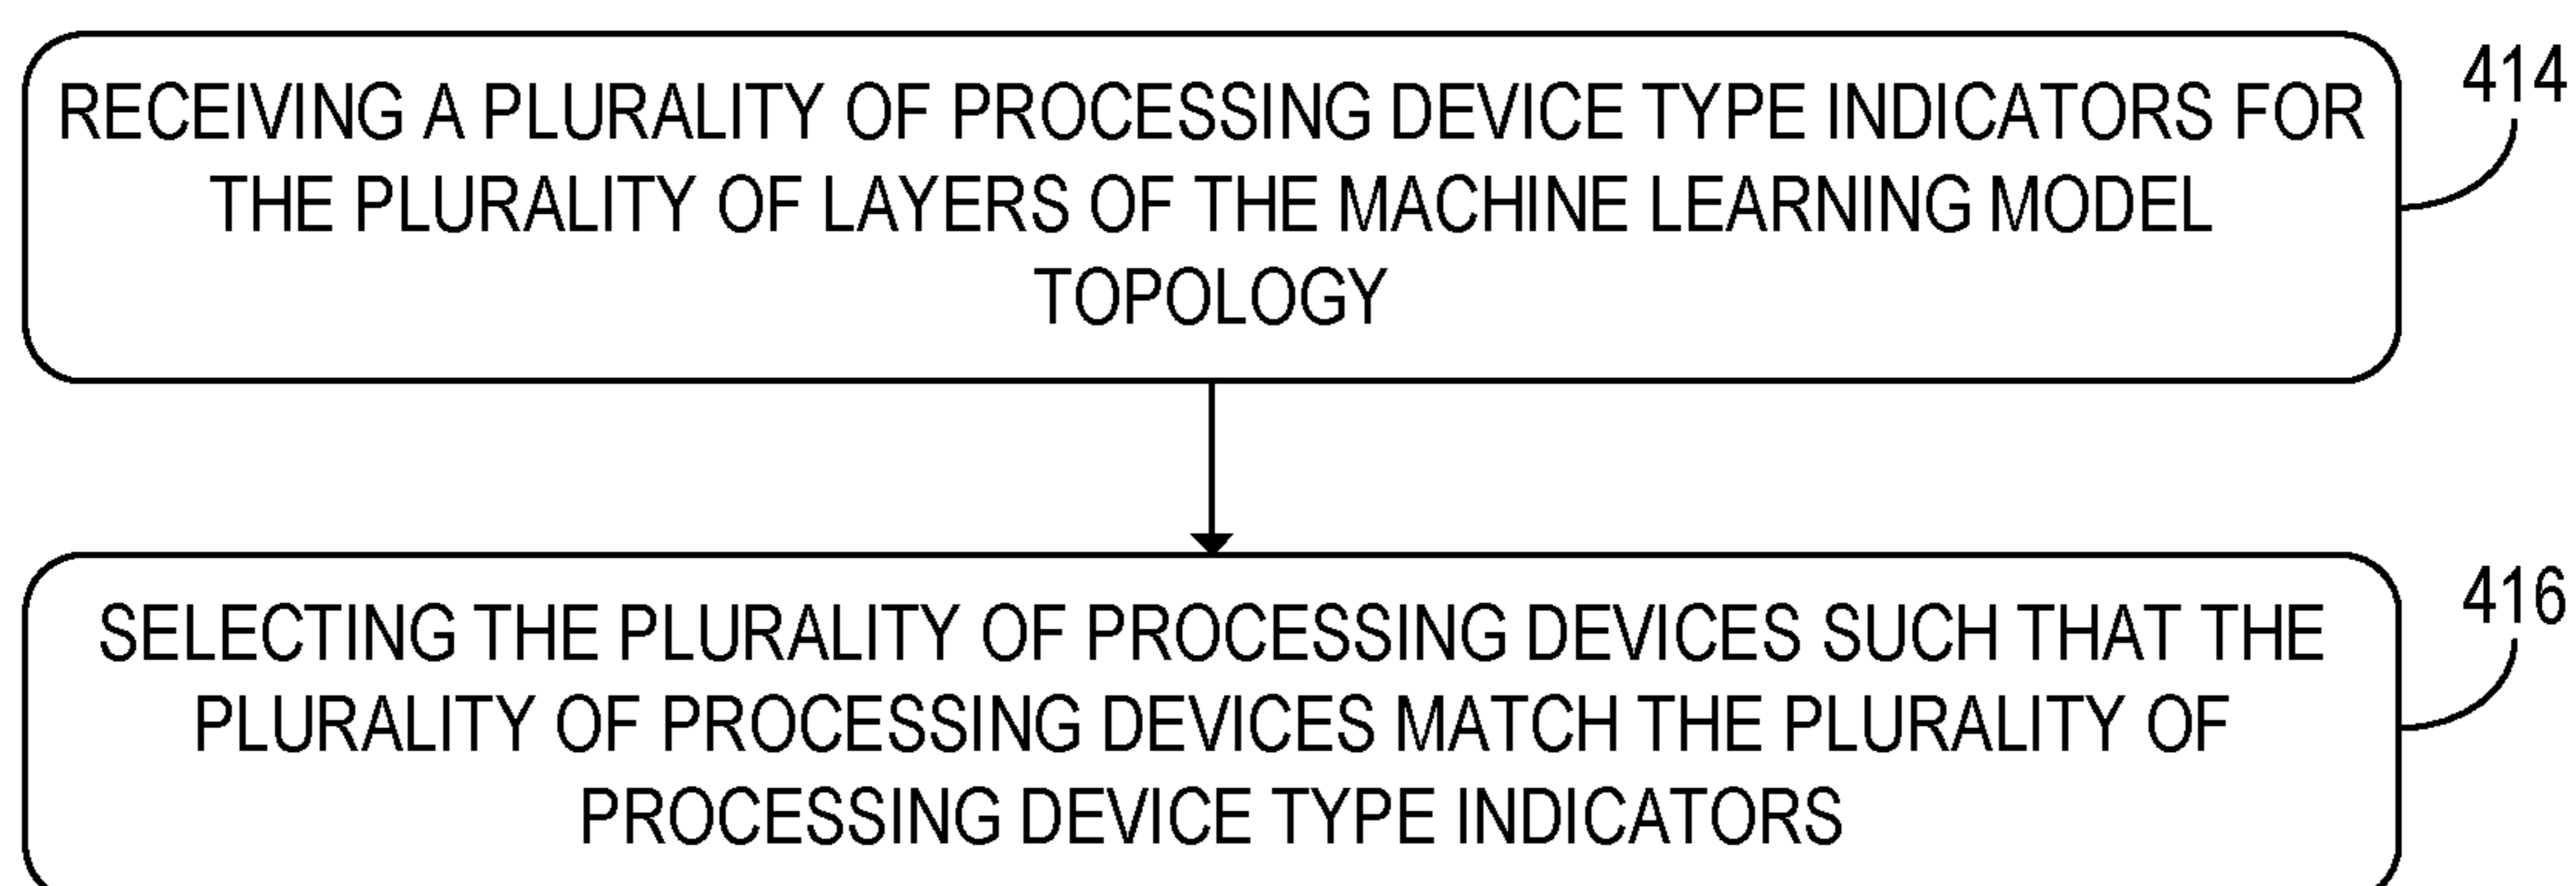 RECEIVING A PLURALITY OF PROCESSING DEVICE TYPE INDICATORS FOR
THE PLURALITY OF LAYERS OF THE MACHINE LEARNING MODEL
TOPOLOGY
414
SELECTING THE PLURALITY OF PROCESSING DEVICES SUCH THAT THE
PLURALITY OF PROCESSING DEVICES MATCH THE PLURALITY OF
PROCESSING DEVICE TYPE INDICATORS
416